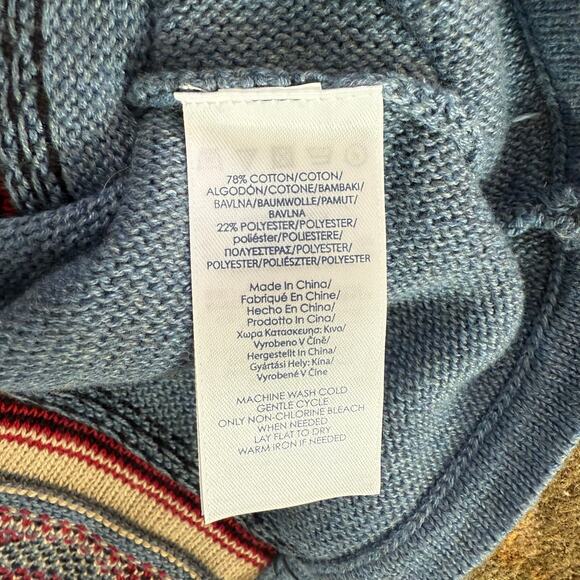 78% COTTON/COTON/
ALGODÓN/COTONE/BAMBAKI/
BAVLNA/BAUMWOLLE/PAMUT/
BAVLNA
22% POLYESTER/POLYESTER/
poliéster/POLIESTERE/
ΠΟΛΥΕΣΤΕΡΑΣ/POLYESTER/
POLYESTER/POLIÉSZTER/POLYESTER
Made In China/
Fabriqué En Chine/
Hecho En China/
Prodotto In Cina/
Χωρα Κατασκευησ: Κινα/
Vyrobeno V Číně/
Hergestellt In China/
Gyártási Hely: Kína/
Vyrobené V Číne
MACHINE WASH COLD
GENTLE CYCLE
ONLY NON-CHLORINE BLEACH
WHEN NEEDED
LAY FLAT TO DRY
WARM IRON IF NEEDED